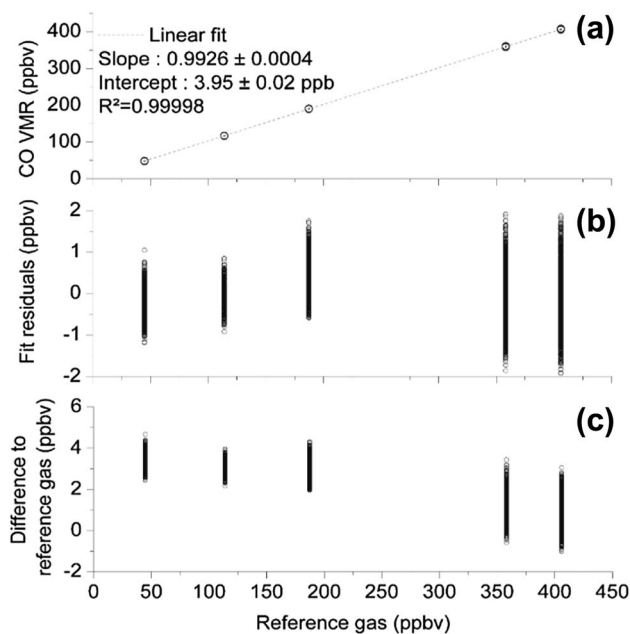 (a)
Linear fit
Slope : 0.9926 ± 0.0004
Intercept : 3.95 ± 0.02 ppb
R²=0.99998
CO VMR (ppbv)
400
300
200
100
0
(b)
Fit residuals (ppbv)
2
1
0
-1
-2
(c)
Difference to
reference gas (ppbv)
6
4
2
0
-2
0 50 100 150 200 250 300 350 400 450
Reference gas (ppbv)